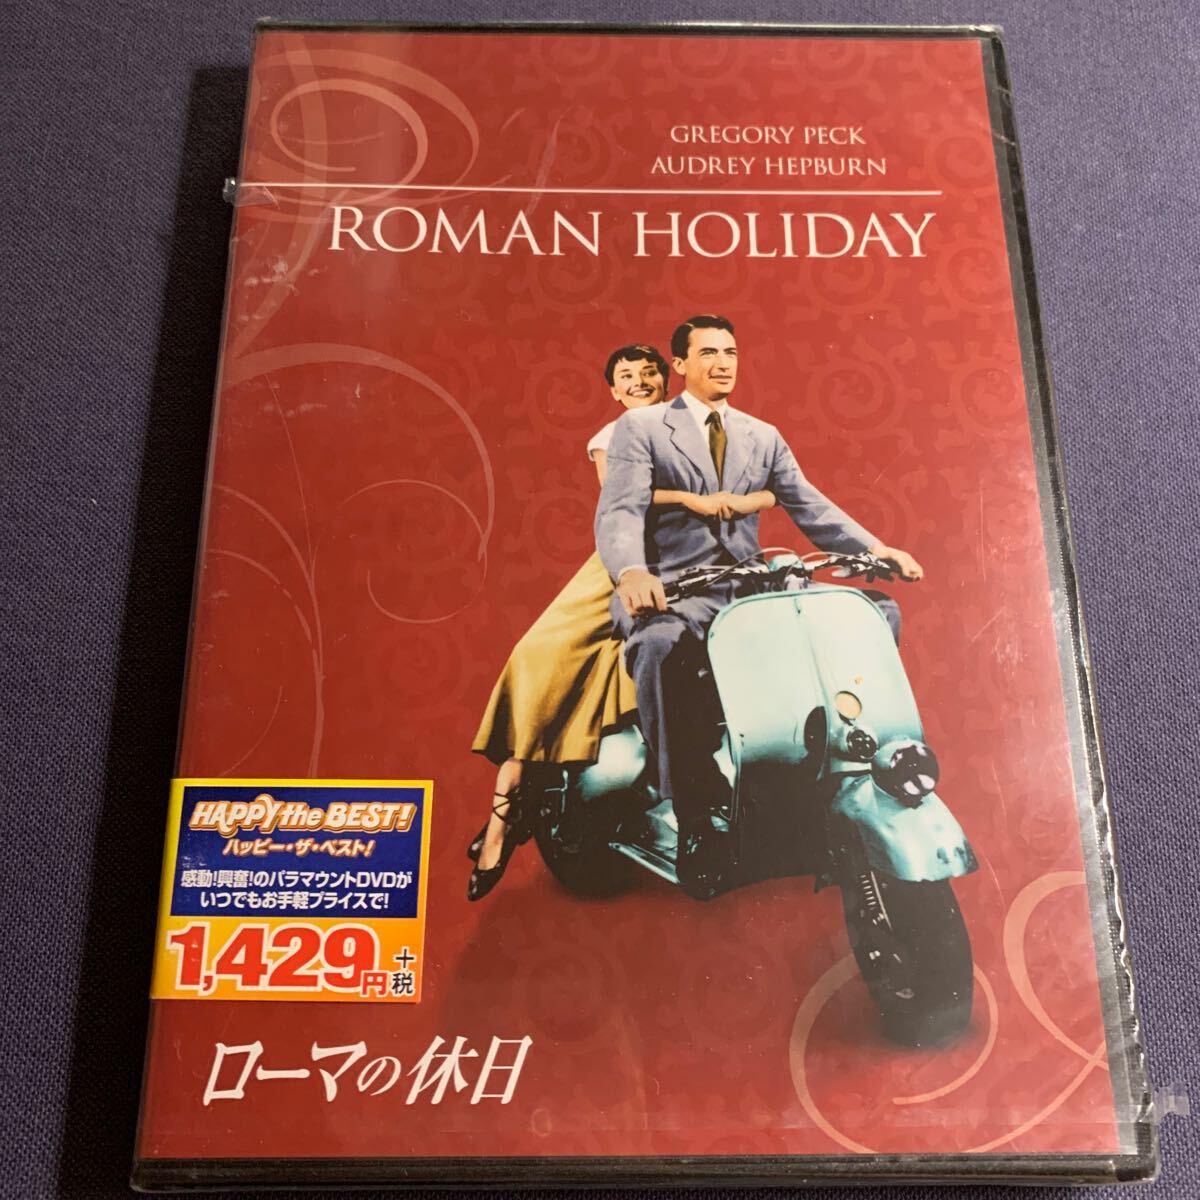 GREGORY PECK
AUDREY HEPBURN
ROMAN HOLIDAY
HAPPY the BEST!
ハッピー・ザ・ベスト!
感動!興奮!のパラマウントDVDが
いつでもお手軽プライスで!
1,429円+税
ローマの休日